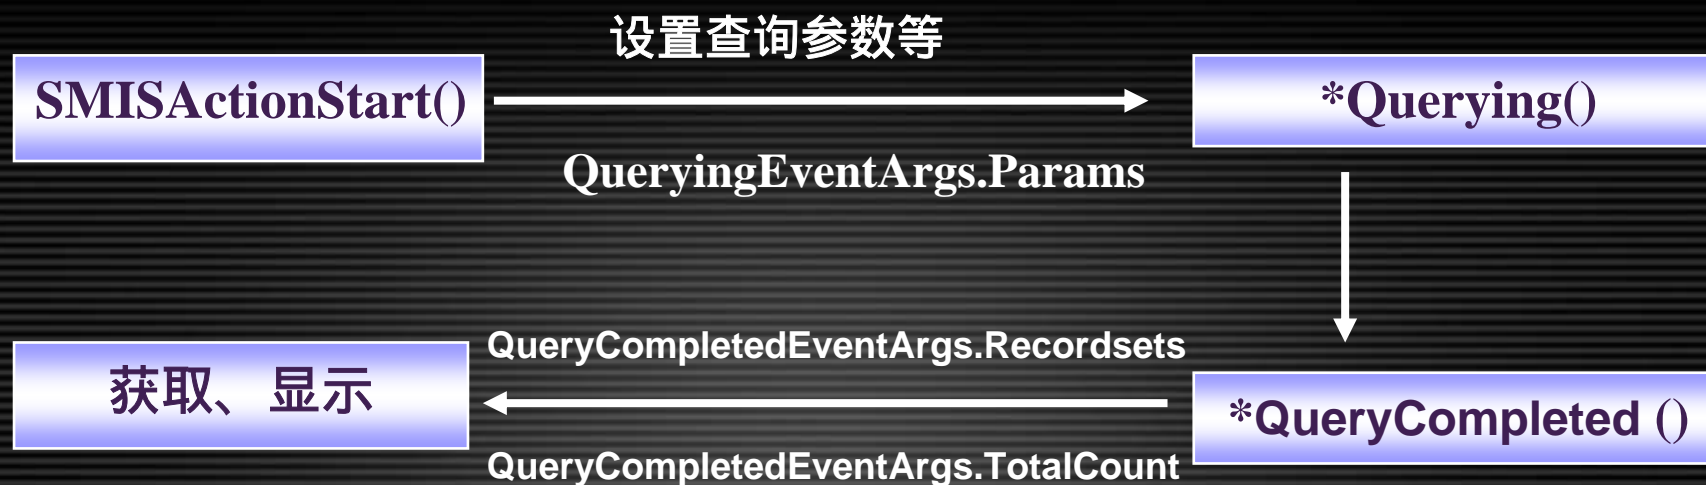 设置查询参数等
SMISActionStart()
*Querying()
QueryingEventArgs.Params
QueryCompletedEventArgs.Recordsets
获取、显示
*QueryCompleted ()
QueryCompletedEventArgs.TotalCount